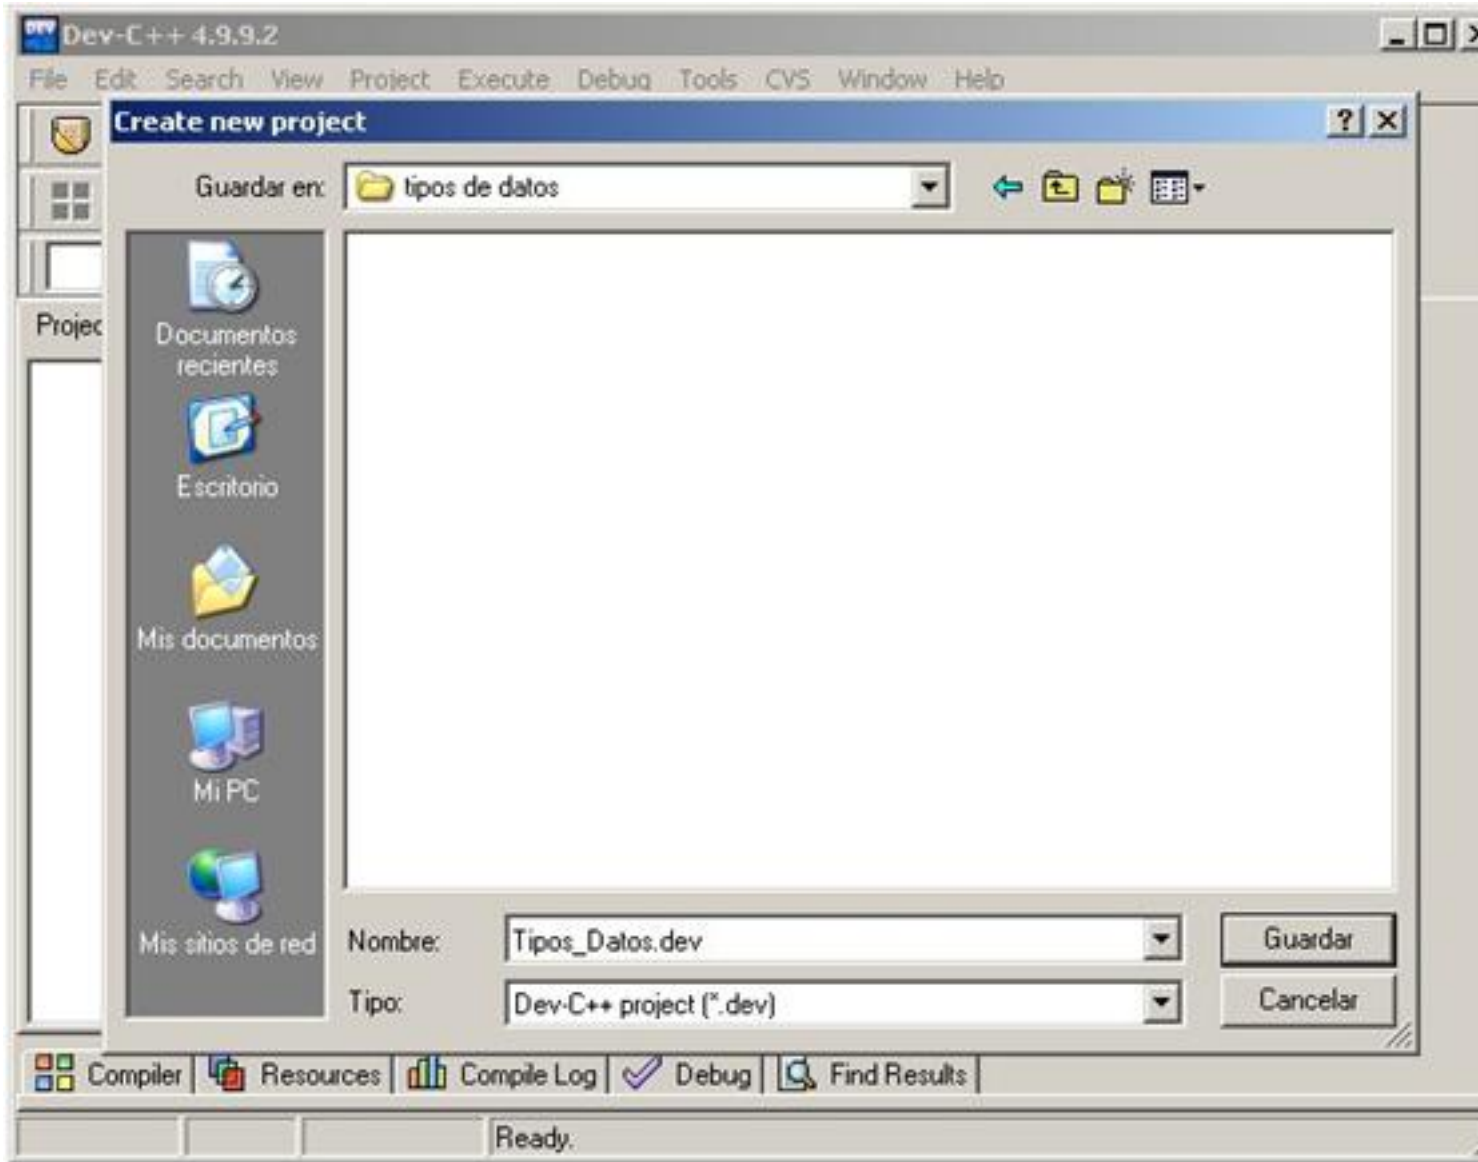 DEV Dev-C++ 4.9.9.2
File Edit Search View Project Execute Debug Tools CVS Window Help
Create new project
Guardar en: tipos de datos
Projec
Documentos
recientes
Escritorio
Mis documentos
Mi PC
Mis sitios de red
Nombre: Tipos_Datos.dev Guardar
Tipo: Dev-C++ project (*.dev) Cancelar
Compiler Resources Compile Log Debug Find Results
Ready.